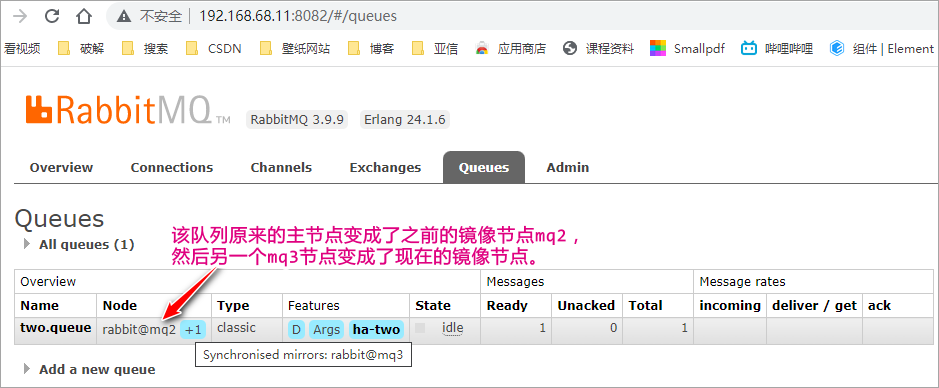 不安全 | 192.168.68.11:8082/#/queues
看视频 破解 搜索 CSDN 壁纸网站 博客 亚信 应用商店 课程资料 Smallpdf 哔哩哔哩 组件 | Element
RabbitMQ TM RabbitMQ 3.9.9 Erlang 24.1.6
Overview Connections Channels Exchanges Queues Admin
Queues
All queues (1)
该队列原来的主节点变成了之前的镜像节点mq2，
然后另一个mq3节点变成了现在的镜像节点。
Overview Messages Message rates
Name Node Type Features State Ready Unacked Total incoming deliver / get ack
two.queue rabbit@mq2 +1 classic D Args ha-two idle 1 0 1
Synchronised mirrors: rabbit@mq3
Add a new queue